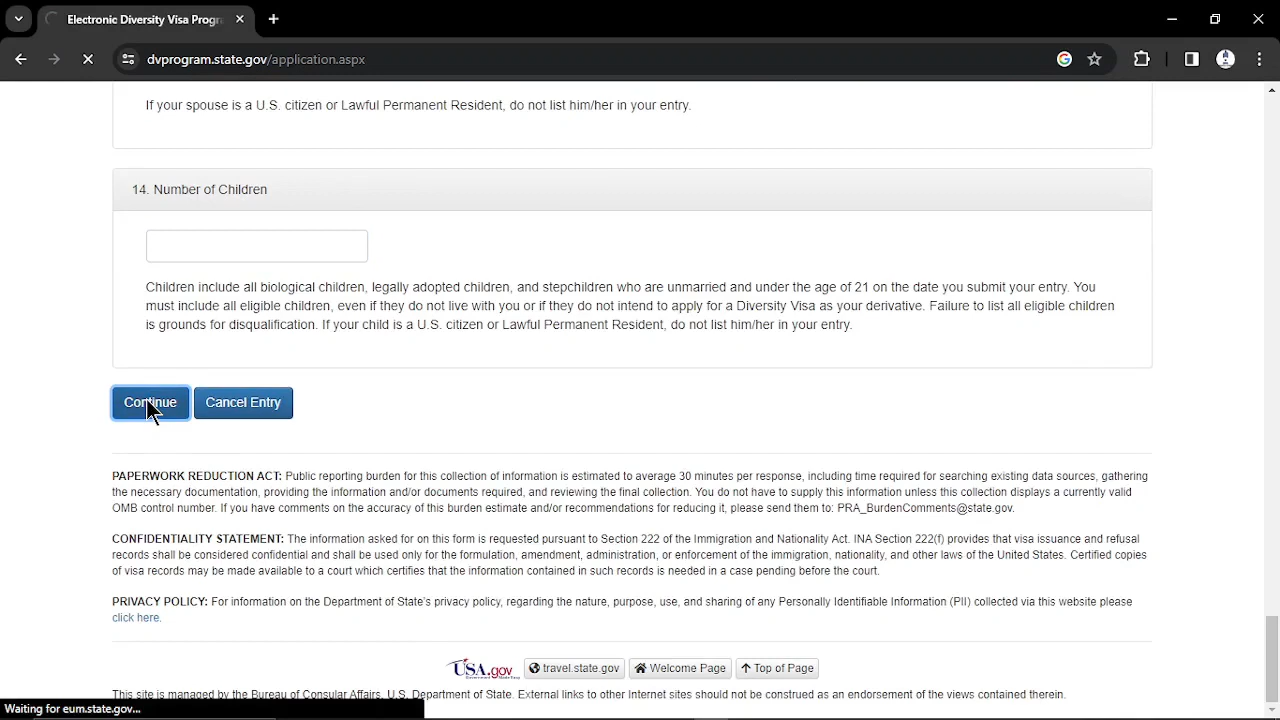 Electronic Diversity Visa Progr
dvprogram.state.gov/application.aspx
If your spouse is a U.S. citizen or Lawful Permanent Resident, do not list him/her in your entry.
14. Number of Children
Children include all biological children, legally adopted children, and stepchildren who are unmarried and under the age of 21 on the date you submit your entry. You
must include all eligible children, even if they do not live with you or if they do not intend to apply for a Diversity Visa as your derivative. Failure to list all eligible children
is grounds for disqualification. If your child is a U.S. citizen or Lawful Permanent Resident, do not list him/her in your entry.
Continue Cancel Entry
PAPERWORK REDUCTION ACT: Public reporting burden for this collection of information is estimated to average 30 minutes per response, including time required for searching existing data sources, gathering
the necessary documentation, providing the information and/or documents required, and reviewing the final collection. You do not have to supply this information unless this collection displays a currently valid
OMB control number. If you have comments on the accuracy of this burden estimate and/or recommendations for reducing it, please send them to: PRA_BurdenComments@state.gov.
CONFIDENTIALITY STATEMENT: The information asked for on this form is requested pursuant to Section 222 of the Immigration and Nationality Act. INA Section 222(f) provides that visa issuance and refusal
records shall be considered confidential and shall be used only for the formulation, amendment, administration, or enforcement of the immigration, nationality, and other laws of the United States. Certified copies
of visa records may be made available to a court which certifies that the information contained in such records is needed in a case pending before the court.
PRIVACY POLICY: For information on the Department of State's privacy policy, regarding the nature, purpose, use, and sharing of any Personally Identifiable Information (PII) collected via this website please
click here.
USA.gov travel.state.gov Welcome Page Top of Page
This site is managed by the Bureau of Consular Affairs, U.S. Department of State. External links to other Internet sites should not be construed as an endorsement of the views contained therein.
Waiting for eum.state.gov...